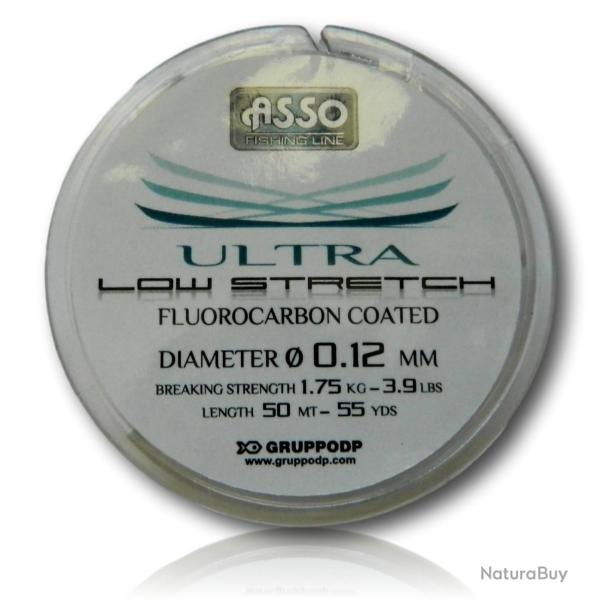 ASSO
FISHING LINE
ULTRA
LOW STRETCH
FLUOROCARBON COATED
DIAMETER Ø 0.12 MM
BREAKING STRENGTH 1.75 KG - 3.9 LBS
LENGTH 50 MT - 55 YDS
GRUPPODP
www.gruppodp.com
NaturaBuy